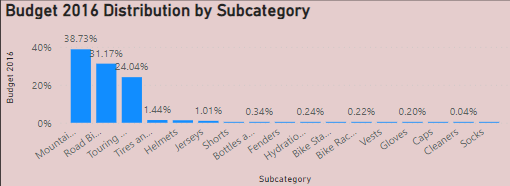 Budget 2016 Distribution by Subcategory
Budget 2016
40%
20%
0%
38.73%
31.17%
24.04%
1.44%
1.01%
0.34%
0.24%
0.22%
0.20%
0.04%
Mountai...
Road Bi...
Touring ...
Tires an...
Helmets
Jerseys
Shorts
Bottles a...
Fenders
Hydratio...
Bike Sta...
Bike Rac...
Vests
Gloves
Caps
Cleaners
Socks
Subcategory